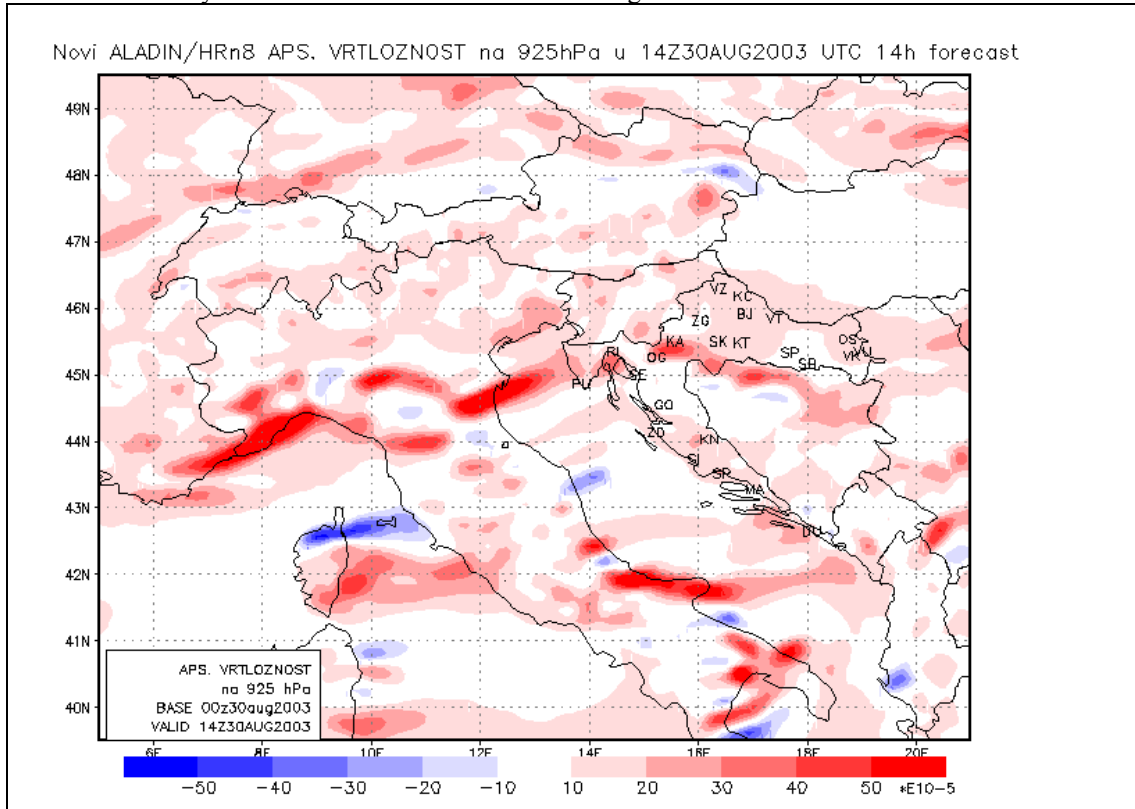 Novi ALADIN/HRn8 APS. VRTLOZNOST na 925hPa u 14Z30AUG2003 UTC 14h forecast
49N
48N
47N
46N
45N
44N
43N
42N
41N
40N
VZ
KC
BJ
ZG
VT
KA
SK
KT
OS
VU
VK
RI
OG
SP
SB
PU
SE
GO
ZD
KN
SI
SP
MA
DU
APS. VRTLOZNOST
na 925 hPa
BASE 00z30aug2003
VALID 14Z30AUG2003
6E 8E 10E 12E 14E 16E 18E 20E
-50 -40 -30 -20 -10 10 20 30 40 50 *E10-5